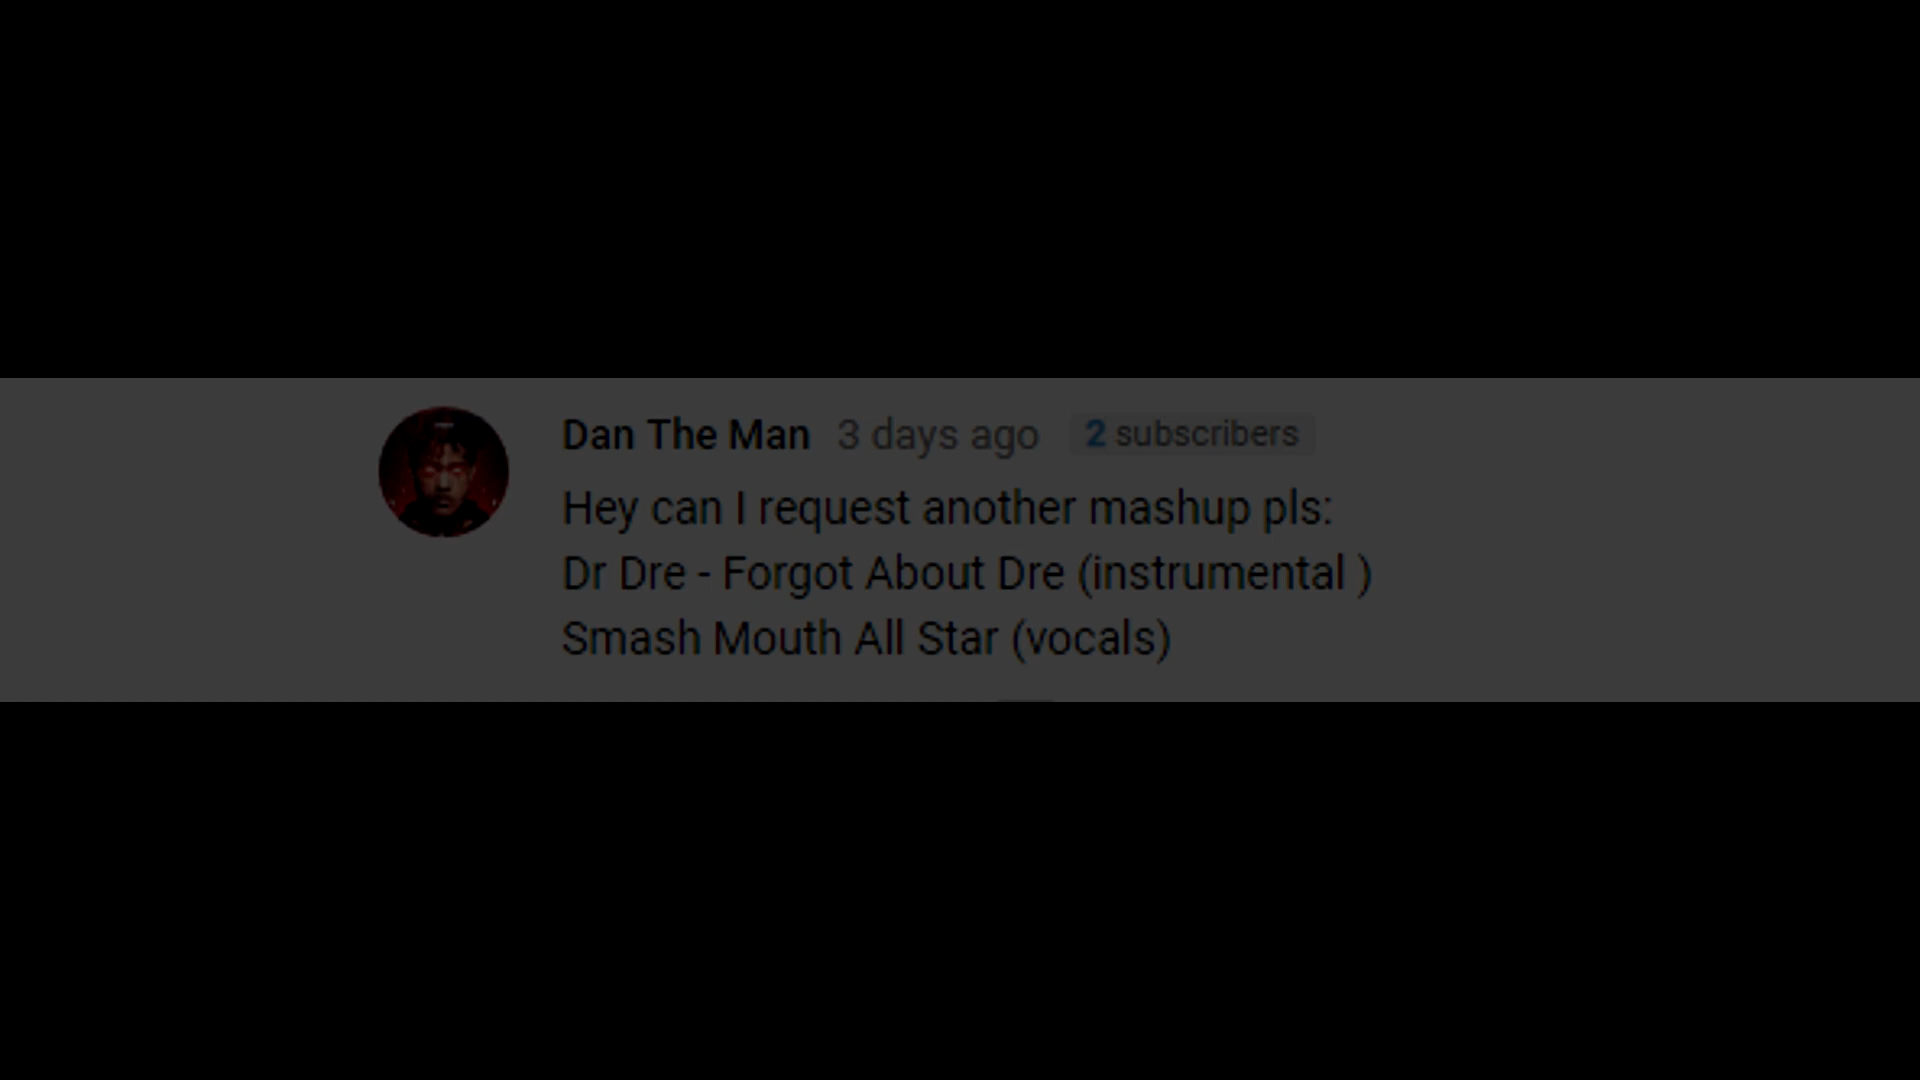 Dan The Man 3 days ago 2 subscribers
Hey can I request another mashup pls:
Dr Dre - Forgot About Dre (instrumental )
Smash Mouth All Star (vocals)